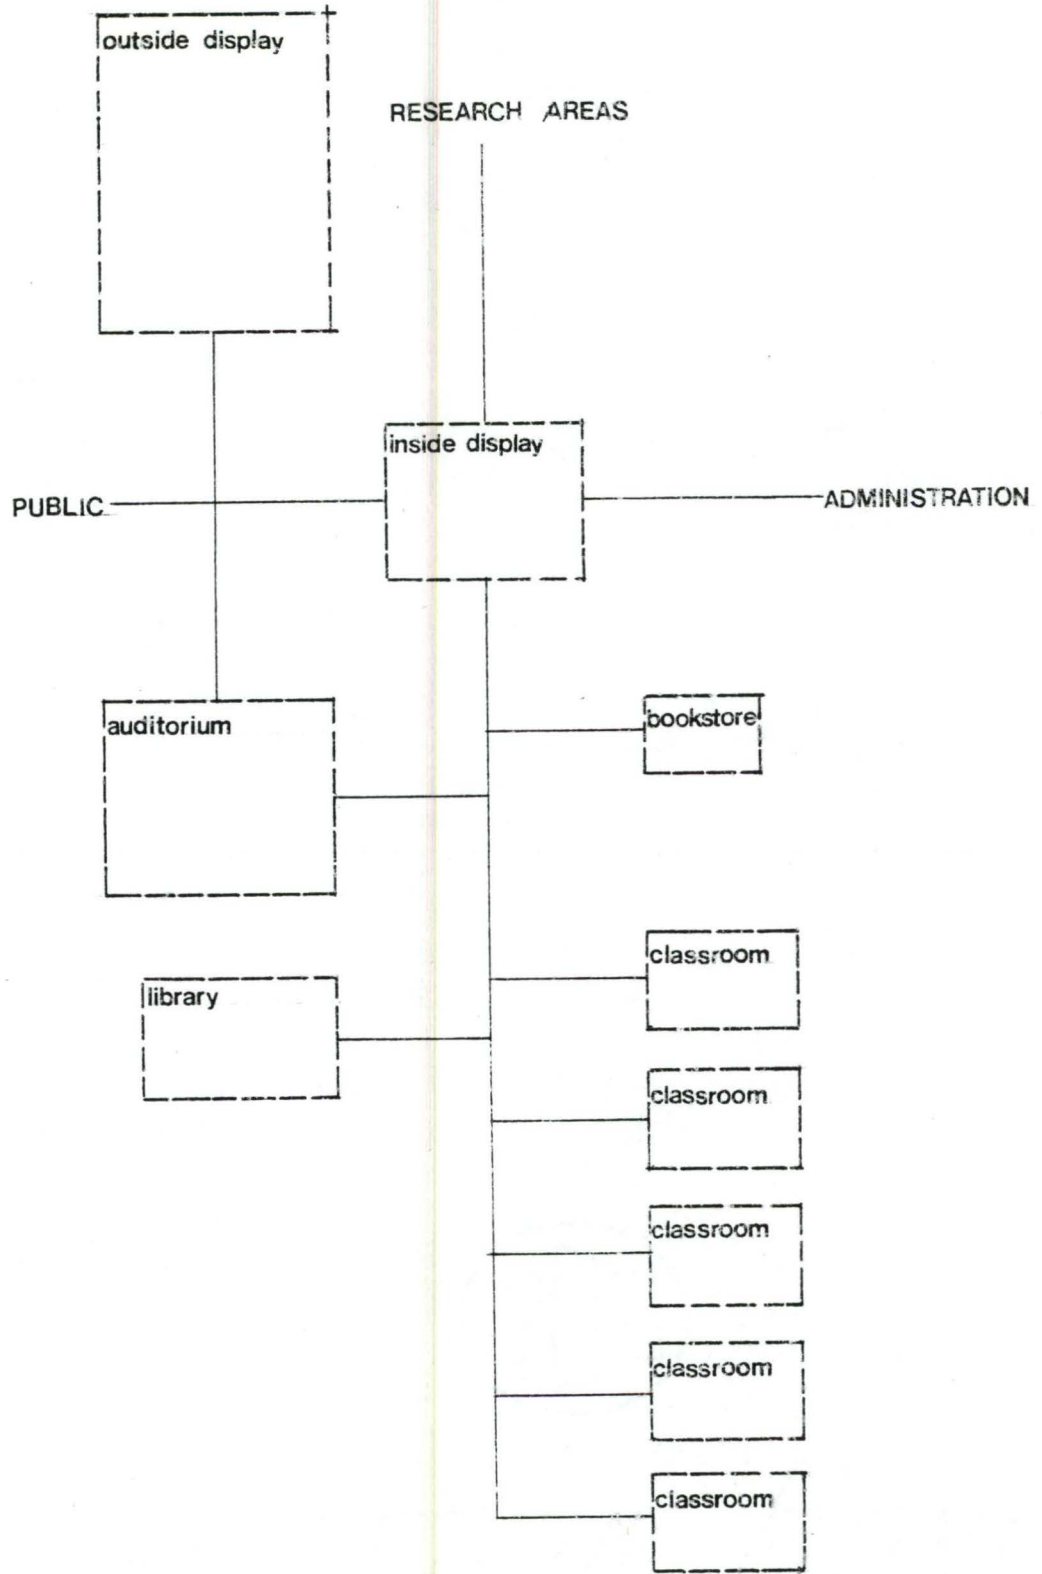 outside display
RESEARCH AREAS
inside display
PUBLIC
ADMINISTRATION
bookstore
auditorium
classroom
library
classroom
classroom
classroom
classroom